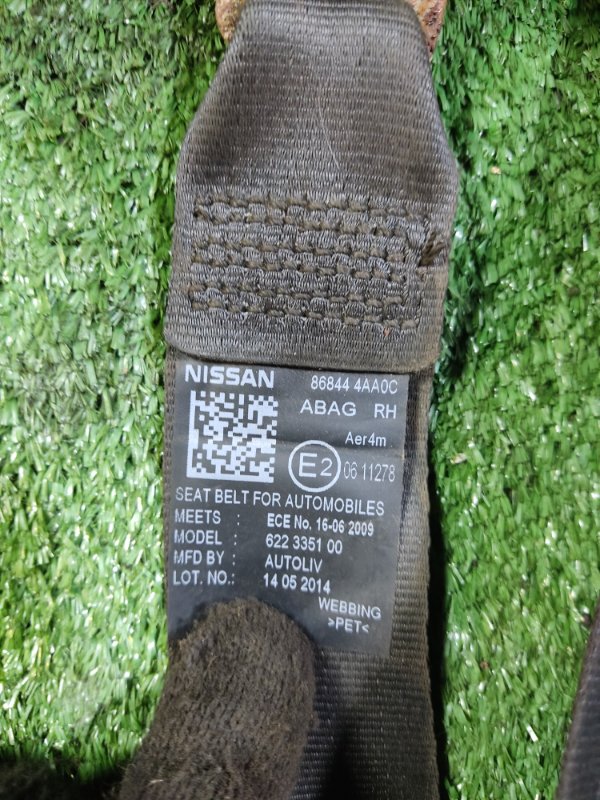 NISSAN 86844 4AA0C
ABAG RH
Aer4m
E2 06 11278
SEAT BELT FOR AUTOMOBILES
MEETS : ECE No. 16-06 2009
MODEL : 622 3351 00
MFD BY : AUTOLIV
LOT. NO.: 14 05 2014
WEBBING
>PET<